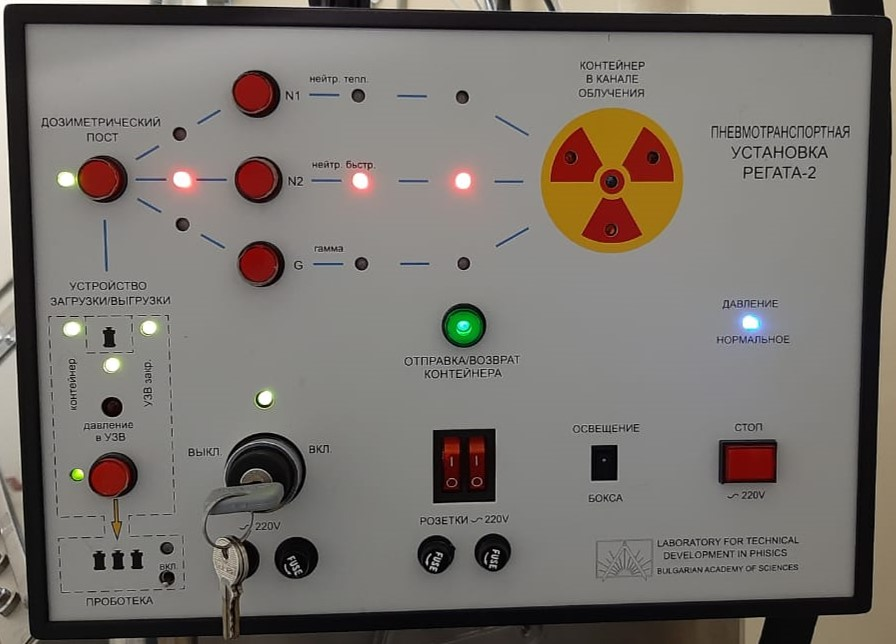 КОНТЕЙНЕР
В КАНАЛЕ
ОБЛУЧЕНИЯ
ДОЗИМЕТРИЧЕСКИЙ
ПОСТ
N1
нейтр. тепл.
N2
нейтр. быстр.
G
гамма
ПНЕВМОТРАНСПОРТНАЯ
УСТАНОВКА
РЕГАТА-2
УСТРОЙСТВО
ЗАГРУЗКИ/ВЫГРУЗКИ
контейнер
УЗВ закр.
давление
в УЗВ
ОТПРАВКА/ВОЗВРАТ
КОНТЕЙНЕРА
ДАВЛЕНИЕ
НОРМАЛЬНОЕ
ВЫКЛ.
ВКЛ.
220V
I I
O O
РОЗЕТКИ 220V
ОСВЕЩЕНИЕ
БОКСА
СТОП
220V
FUSE
FUSE
FUSE
ВКЛ.
ПРОБОТЕКА
LABORATORY FOR TECHNICAL
DEVELOPMENT IN PHISICS
BULGARIAN ACADEMY OF SCIENCES